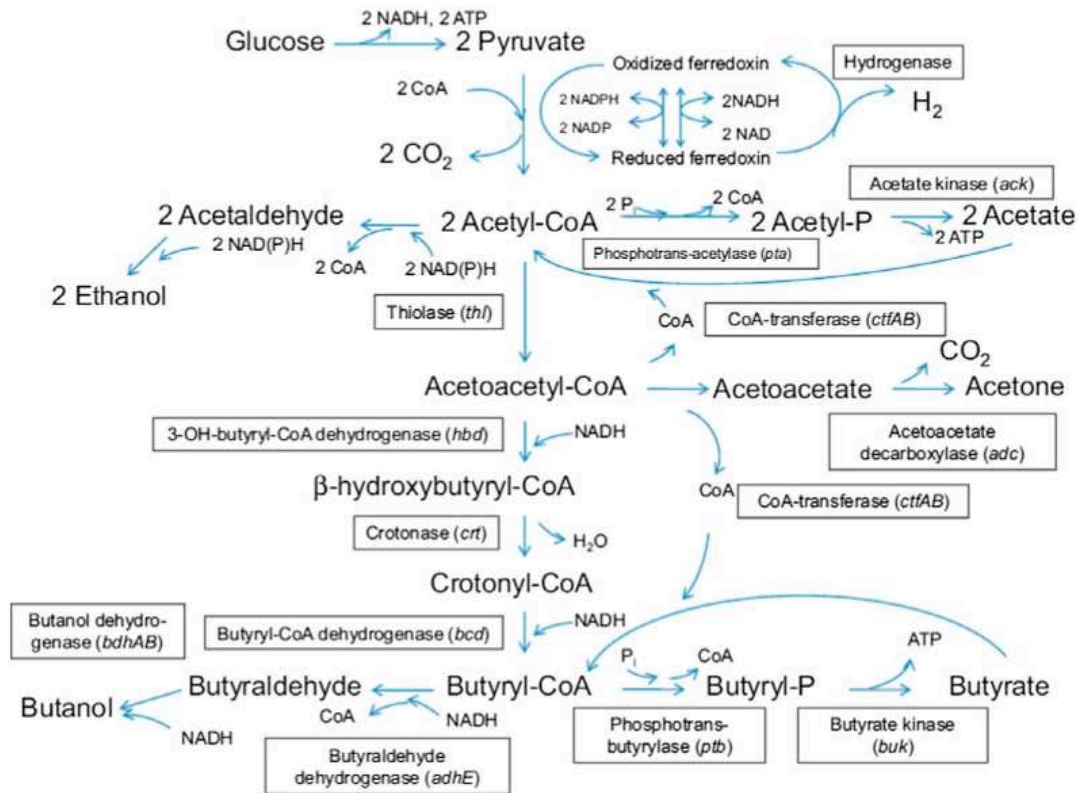 2 NADH, 2 ATP
Glucose
2 Pyruvate
Oxidized ferredoxin
Hydrogenase
2 CoA
2 NADPH
2NADH
H2
2 NADP
2 NAD
2 CO2
Reduced ferredoxin
Acetate kinase (ack)
2 Acetaldehyde
2 Acetyl-CoA
2 Pi
2 CoA
2 Acetyl-P
2 Acetate
2 NAD(P)H
2 CoA
2 NAD(P)H
Phosphotrans-acetylase (pta)
2 ATP
2 Ethanol
Thiolase (thl)
CoA
CoA-transferase (ctfAB)
CO2
Acetoacetyl-CoA
Acetoacetate
Acetone
3-OH-butyryl-CoA dehydrogenase (hbd)
NADH
Acetoacetate
decarboxylase (adc)
β-hydroxybutyryl-CoA
CoA
CoA-transferase (ctfAB)
Crotonase (crt)
H2O
Crotonyl-CoA
Butanol dehydro-
genase (bdhAB)
Butyryl-CoA dehydrogenase (bcd)
NADH
ATP
Pi
CoA
Butanol
Butyraldehyde
Butyryl-CoA
Butyryl-P
Butyrate
CoA
NADH
NADH
Phosphotrans-
butyrylase (ptb)
Butyrate kinase
(buk)
Butyraldehyde
dehydrogenase (adhE)